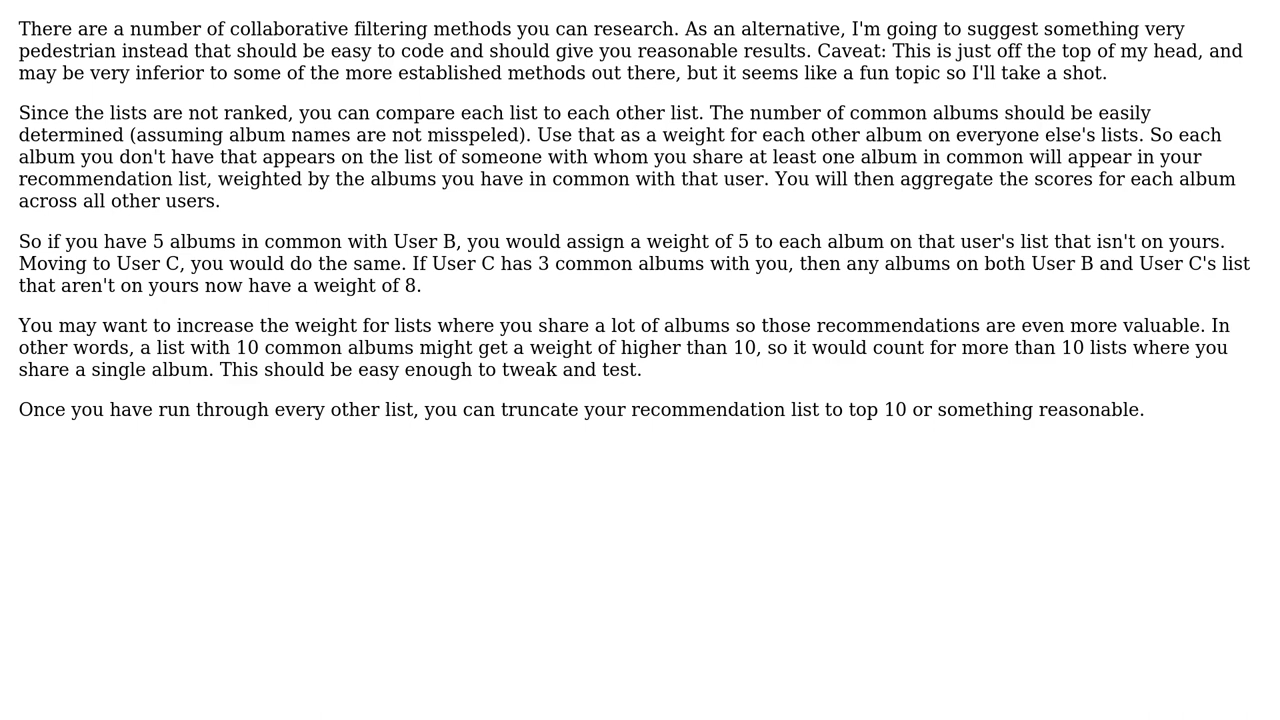 There are a number of collaborative filtering methods you can research. As an alternative, I'm going to suggest something very
pedestrian instead that should be easy to code and should give you reasonable results. Caveat: This is just off the top of my head, and
may be very inferior to some of the more established methods out there, but it seems like a fun topic so I'll take a shot.
Since the lists are not ranked, you can compare each list to each other list. The number of common albums should be easily
determined (assuming album names are not misspeled). Use that as a weight for each other album on everyone else's lists. So each
album you don't have that appears on the list of someone with whom you share at least one album in common will appear in your
recommendation list, weighted by the albums you have in common with that user. You will then aggregate the scores for each album
across all other users.
So if you have 5 albums in common with User B, you would assign a weight of 5 to each album on that user's list that isn't on yours.
Moving to User C, you would do the same. If User C has 3 common albums with you, then any albums on both User B and User C's list
that aren't on yours now have a weight of 8.
You may want to increase the weight for lists where you share a lot of albums so those recommendations are even more valuable. In
other words, a list with 10 common albums might get a weight of higher than 10, so it would count for more than 10 lists where you
share a single album. This should be easy enough to tweak and test.
Once you have run through every other list, you can truncate your recommendation list to top 10 or something reasonable.